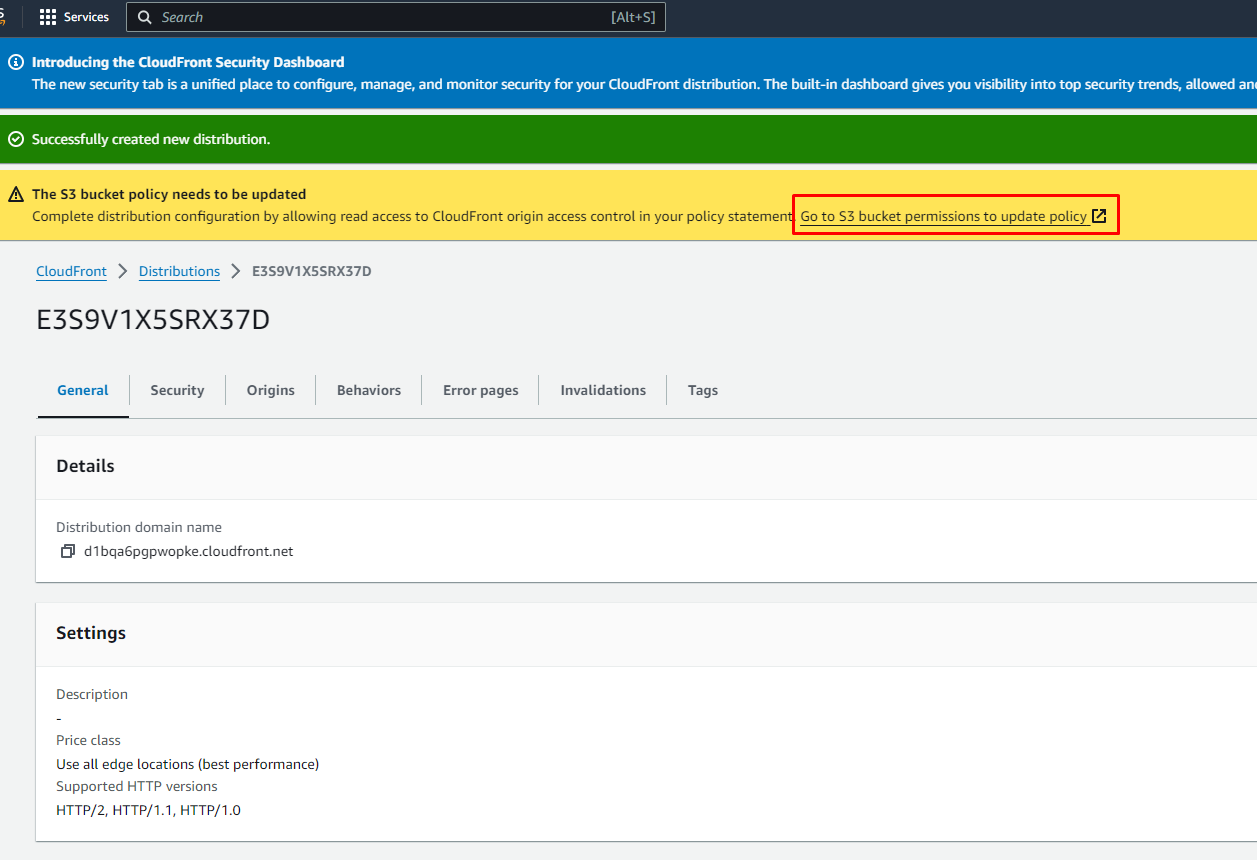 Services
Search [Alt+S]
Introducing the CloudFront Security Dashboard
The new security tab is a unified place to configure, manage, and monitor security for your CloudFront distribution. The built-in dashboard gives you visibility into top security trends, allowed and
Successfully created new distribution.
The S3 bucket policy needs to be updated
Complete distribution configuration by allowing read access to CloudFront origin access control in your policy statement. Go to S3 bucket permissions to update policy
CloudFront > Distributions > E3S9V1X5SRX37D
E3S9V1X5SRX37D
General Security Origins Behaviors Error pages Invalidations Tags
Details
Distribution domain name
d1bqa6pgpwopke.cloudfront.net
Settings
Description
-
Price class
Use all edge locations (best performance)
Supported HTTP versions
HTTP/2, HTTP/1.1, HTTP/1.0